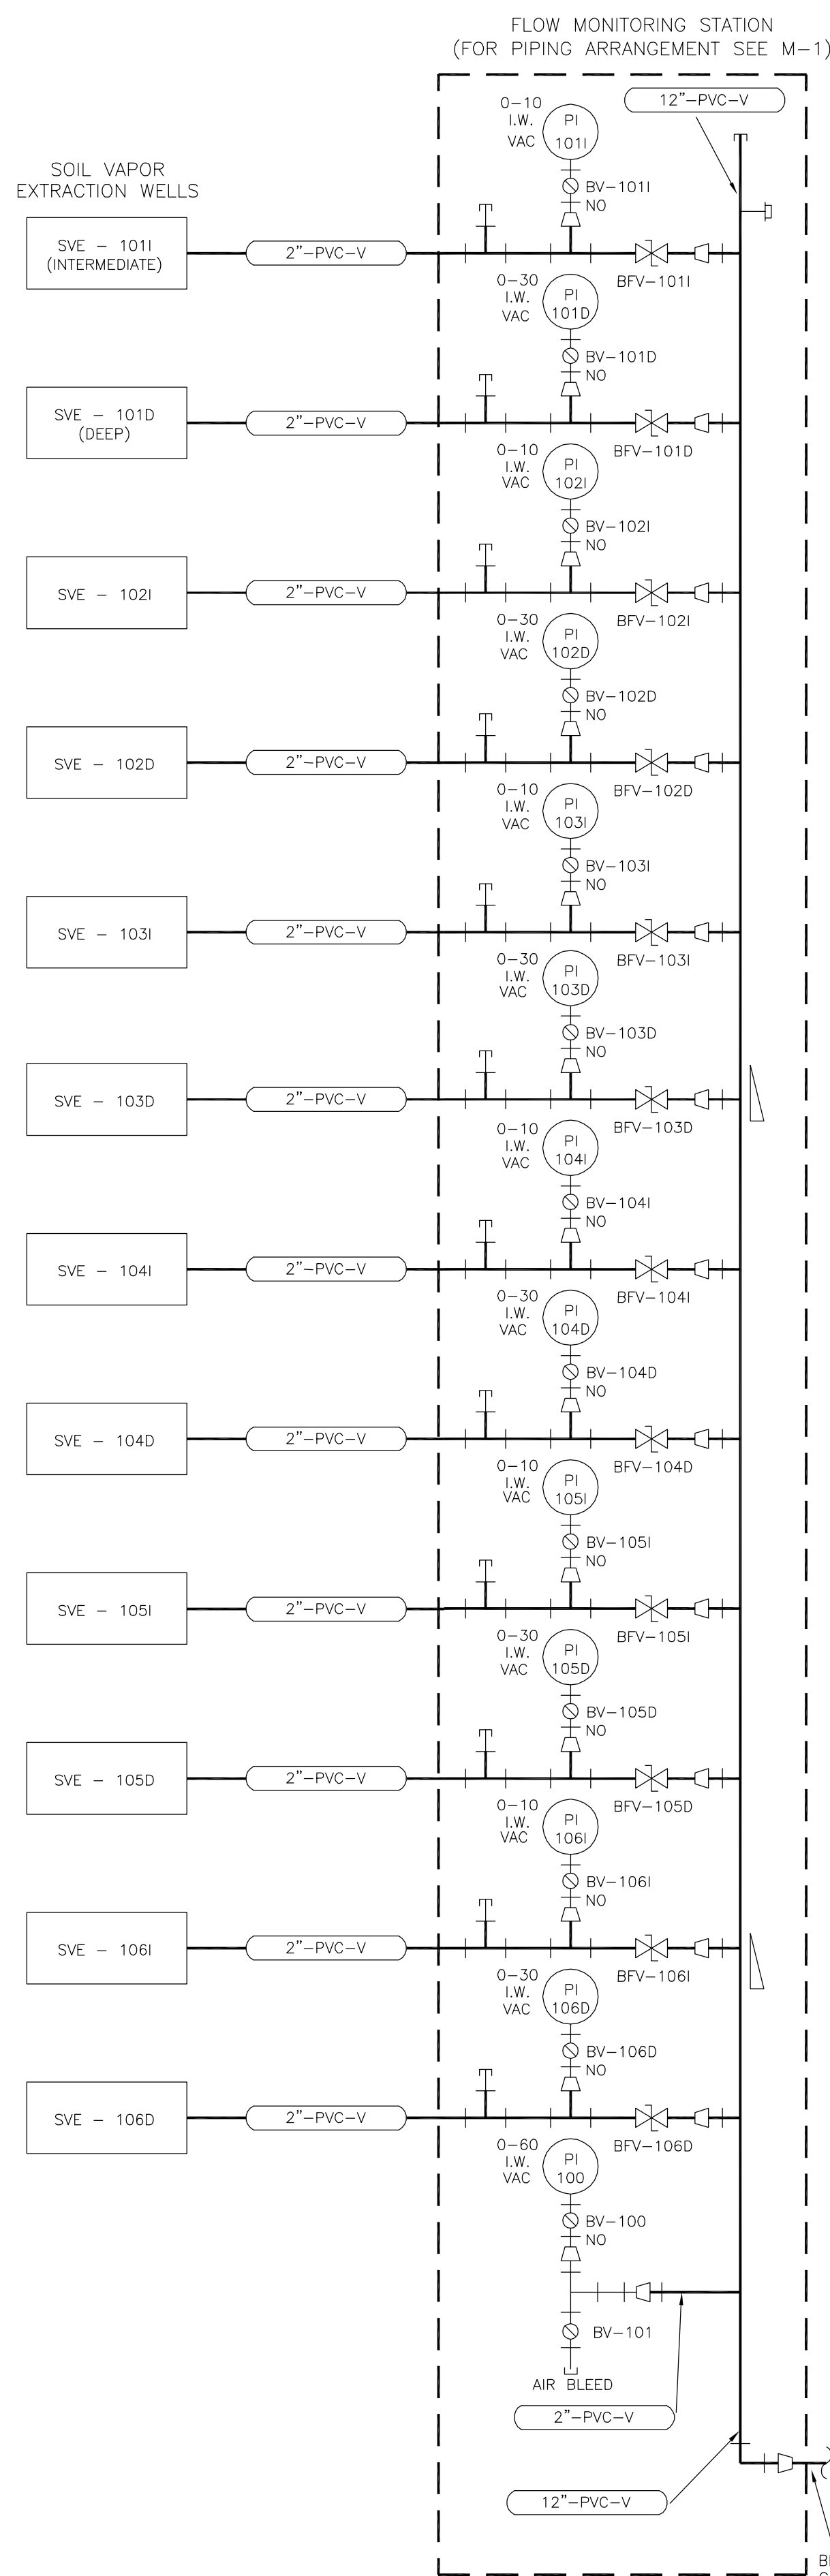 FLOW MONITORING STATION
(FOR PIPING ARRANGEMENT SEE M-1)
12"-PVC-V
SOIL VAPOR
EXTRACTION WELLS
0-10
I.W.
VAC
PI
101I
BV-101I
NO
SVE - 101I
(INTERMEDIATE)
2"-PVC-V
BFV-101I
0-30
I.W.
VAC
PI
101D
BV-101D
NO
SVE - 101D
(DEEP)
2"-PVC-V
BFV-101D
0-10
I.W.
VAC
PI
102I
BV-102I
NO
SVE - 102I
2"-PVC-V
BFV-102I
0-30
I.W.
VAC
PI
102D
BV-102D
NO
SVE - 102D
2"-PVC-V
BFV-102D
0-10
I.W.
VAC
PI
103I
BV-103I
NO
SVE - 103I
2"-PVC-V
BFV-103I
0-30
I.W.
VAC
PI
103D
BV-103D
NO
SVE - 103D
2"-PVC-V
BFV-103D
0-10
I.W.
VAC
PI
104I
BV-104I
NO
SVE - 104I
2"-PVC-V
BFV-104I
0-30
I.W.
VAC
PI
104D
BV-104D
NO
SVE - 104D
2"-PVC-V
BFV-104D
0-10
I.W.
VAC
PI
105I
BV-105I
NO
SVE - 105I
2"-PVC-V
BFV-105I
0-30
I.W.
VAC
PI
105D
BV-105D
NO
SVE - 105D
2"-PVC-V
BFV-105D
0-10
I.W.
VAC
PI
106I
BV-106I
NO
SVE - 106I
2"-PVC-V
BFV-106I
0-30
I.W.
VAC
PI
106D
BV-106D
NO
SVE - 106D
2"-PVC-V
BFV-106D
0-60
I.W.
VAC
PI
100
BV-100
NO
BV-101
AIR BLEED
2"-PVC-V
12"-PVC-V